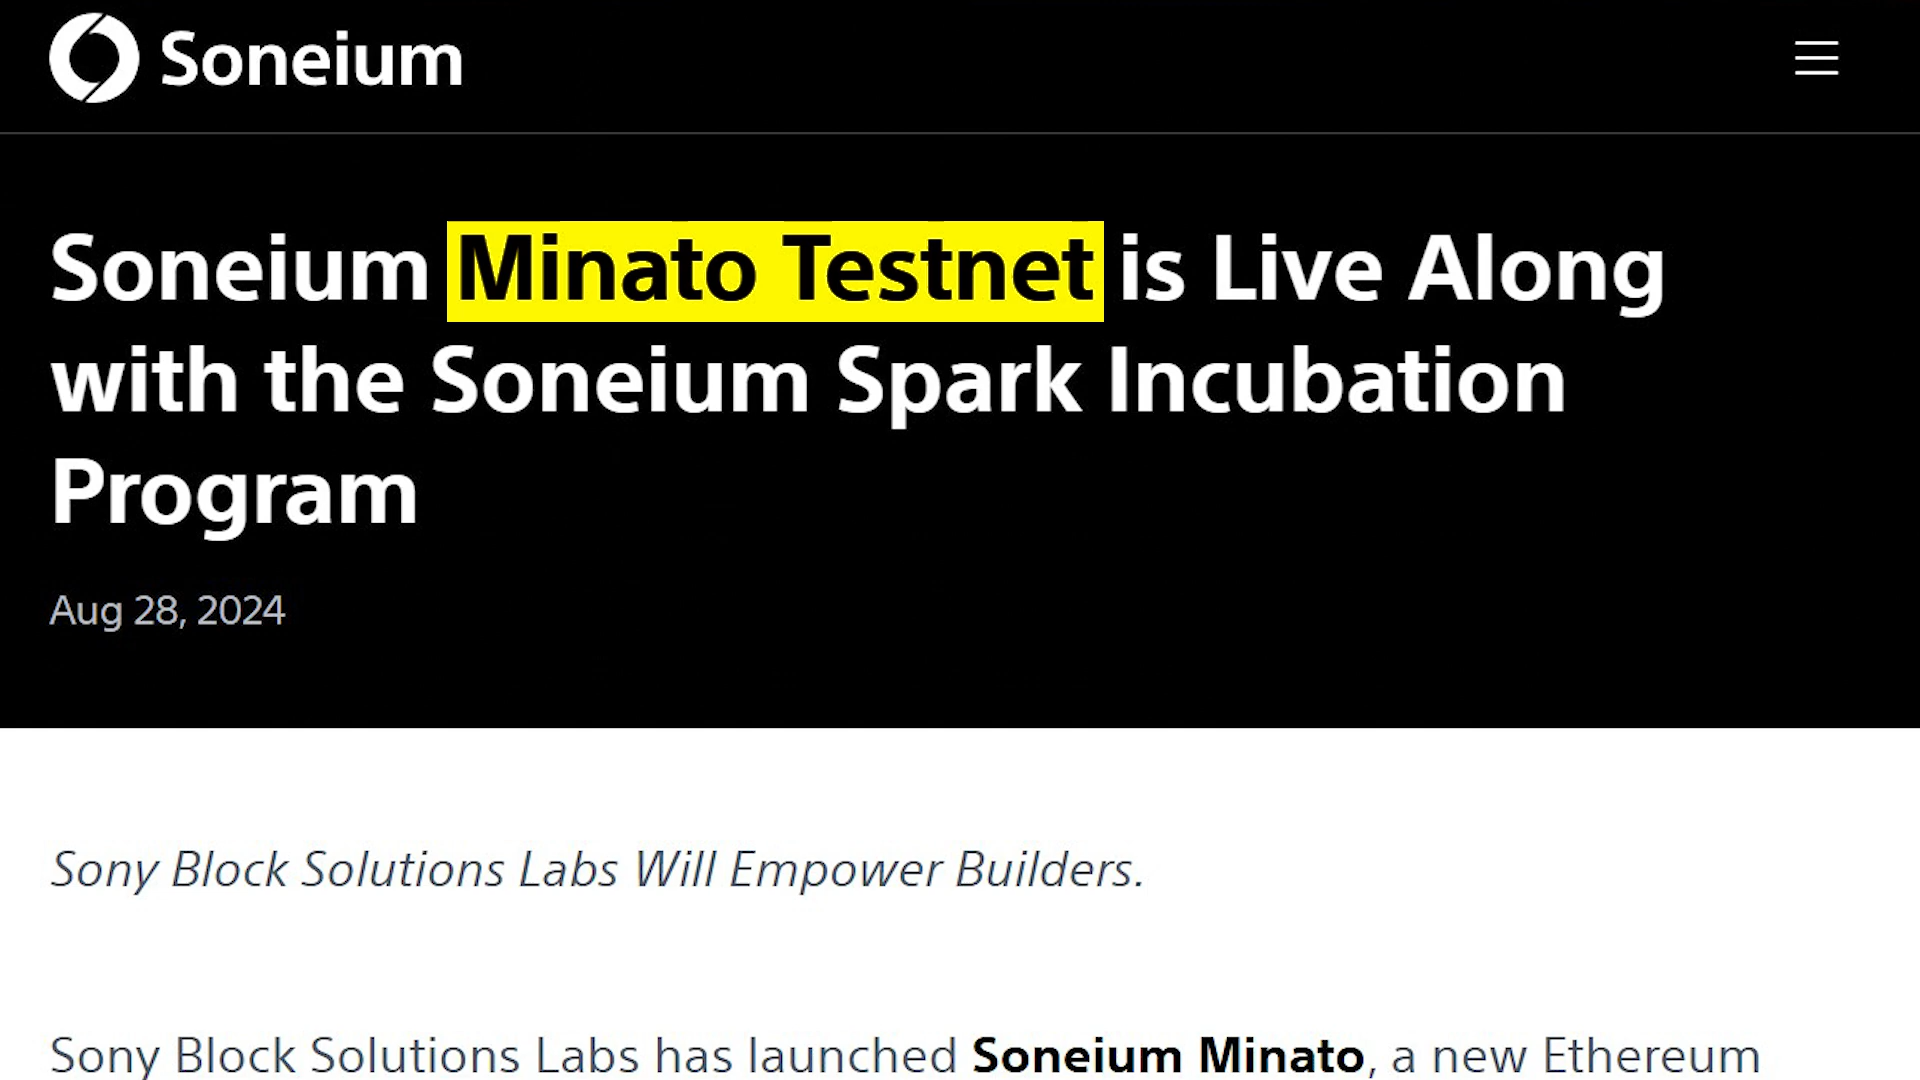 Soneium
Soneium Minato Testnet is Live Along
with the Soneium Spark Incubation
Program
Aug 28, 2024
Sony Block Solutions Labs Will Empower Builders.
Sony Block Solutions Labs has launched Soneium Minato, a new Ethereum